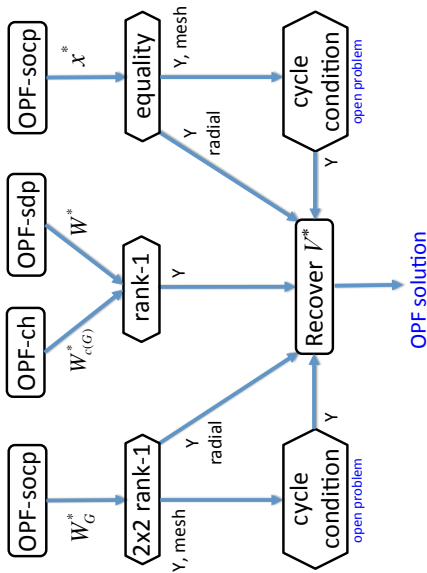 OPF-socp
OPF-ch
OPF-sdp
OPF-socp
W*_G
W*_{c(G)}
W*
x*
2x2 rank-1
rank-1
equality
Y, mesh
Y
radial
Y
Y
radial
Y, mesh
cycle
condition
open problem
Y
Recover V*
Y
cycle
condition
open problem
OPF solution